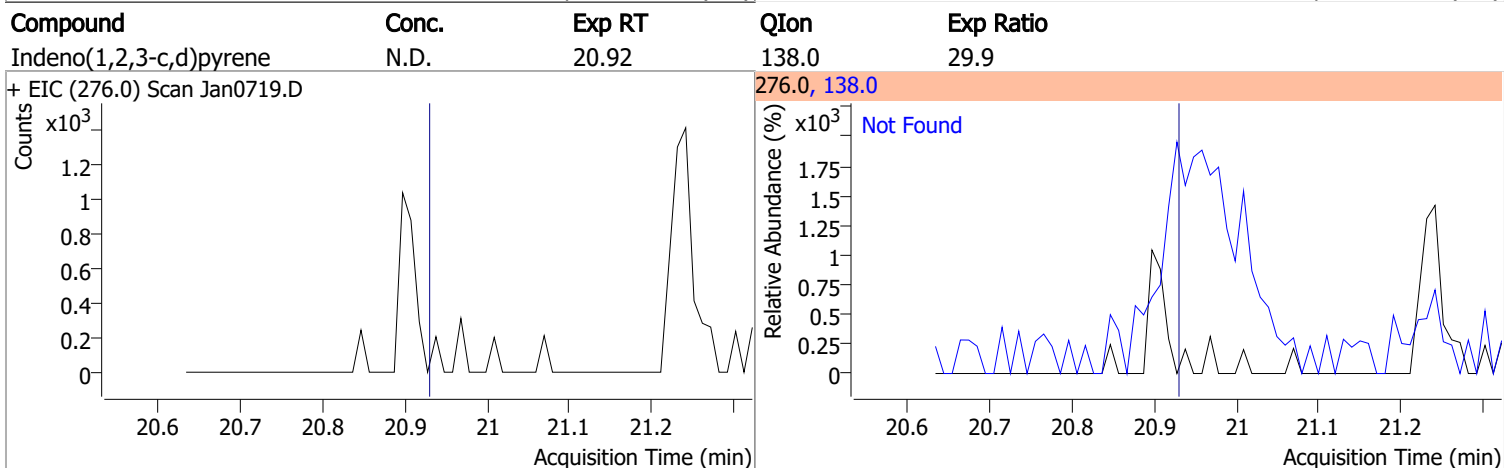 Compound Conc. Exp RT QIon Exp Ratio
Indeno(1,2,3-c,d)pyrene N.D. 20.92 138.0 29.9
+ EIC (276.0) Scan Jan0719.D
Counts
x10³
1.2
1
0.8
0.6
0.4
0.2
0
20.6 20.7 20.8 20.9 21 21.1 21.2
Acquisition Time (min)
276.0, 138.0
Relative Abundance (%)
x10³
Not Found
1.75
1.5
1.25
1
0.75
0.5
0.25
0
20.6 20.7 20.8 20.9 21 21.1 21.2
Acquisition Time (min)